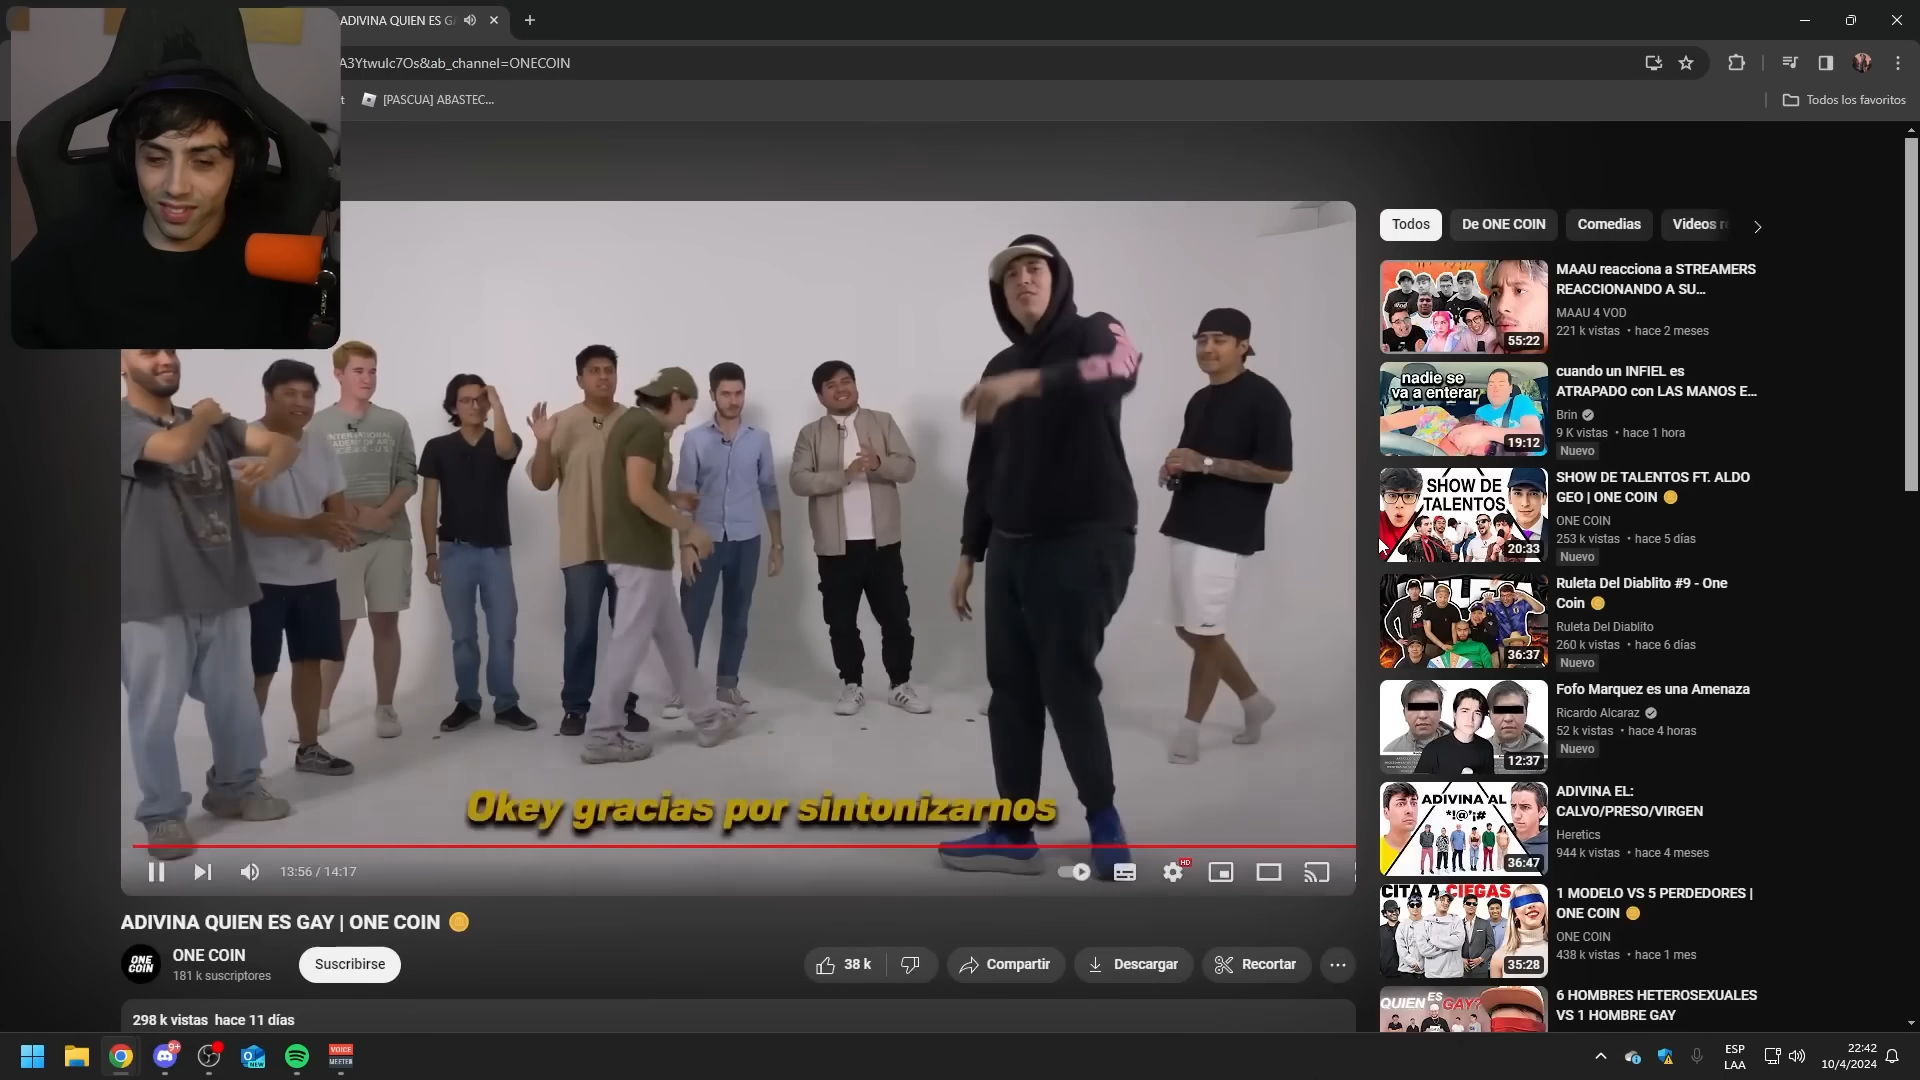 ADIVINA QUIEN ES G
A3Ytwulc7Os&ab_channel=ONECOIN
[PASCUA] ABASTEC...
Todos los favoritos
Todos
De ONE COIN
Comedias
Videos r
INTERNATIONAL
Okey gracias por sintonizarnos
13:56 / 14:17
HD
ADIVINA QUIEN ES GAY | ONE COIN
ONE COIN
ONE COIN
181 k suscriptores
Suscribirse
38 k
Compartir
Descargar
Recortar
298 k vistas hace 11 días
55:22
MAAU reacciona a STREAMERS
REACCIONANDO A SU...
MAAU 4 VOD
221 k vistas • hace 2 meses
nadie se
va a enterar
19:12
cuando un INFIEL es
ATRAPADO con LAS MANOS E...
Brin
9 K vistas • hace 1 hora
Nuevo
SHOW DE
TALENTOS
20:33
SHOW DE TALENTOS FT. ALDO
GEO | ONE COIN
ONE COIN
253 k vistas • hace 5 días
Nuevo
36:37
Ruleta Del Diablito #9 - One
Coin
Ruleta Del Diablito
260 k vistas • hace 6 días
Nuevo
12:37
Fofo Marquez es una Amenaza
Ricardo Alcaraz
52 k vistas • hace 4 horas
Nuevo
ADIVINA AL
*!@'¡#
36:47
ADIVINA EL:
CALVO/PRESO/VIRGEN
Heretics
944 k vistas • hace 4 meses
CITA A CIEGAS
35:28
1 MODELO VS 5 PERDEDORES |
ONE COIN
ONE COIN
438 k vistas • hace 1 mes
QUIEN ES GAY?
6 HOMBRES HETEROSEXUALES
VS 1 HOMBRE GAY
9+
NEW
VOICE
MEETER
ESP
LAA
22:42
10/4/2024